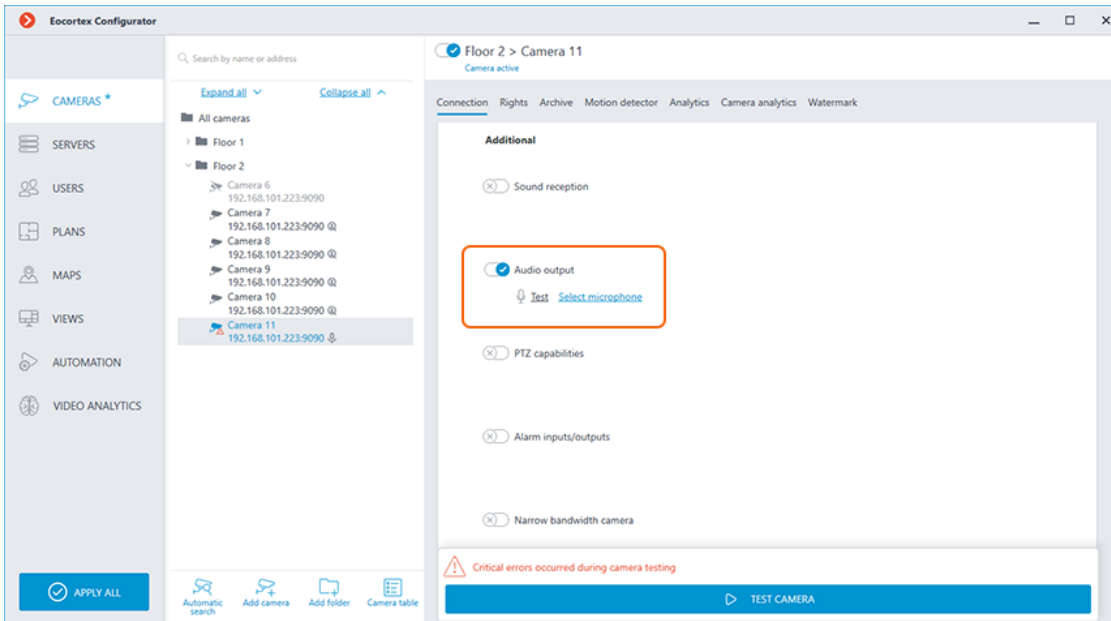 Eocortex Configurator
Search by name or address
Floor 2 > Camera 11
Camera active
CAMERAS *
SERVERS
USERS
PLANS
MAPS
VIEWS
AUTOMATION
VIDEO ANALYTICS
APPLY ALL
Expand all
Collapse all
All cameras
Floor 1
Floor 2
Camera 6
192.168.101.223:9090
Camera 7
192.168.101.223:9090
Camera 8
192.168.101.223:9090
Camera 9
192.168.101.223:9090
Camera 10
192.168.101.223:9090
Camera 11
192.168.101.223:9090
Automatic
search
Add camera
Add folder
Camera table
Connection Rights Archive Motion detector Analytics Camera analytics Watermark
Additional
Sound reception
Audio output
Test Select microphone
PTZ capabilities
Alarm inputs/outputs
Narrow bandwidth camera
Critical errors occurred during camera testing
TEST CAMERA